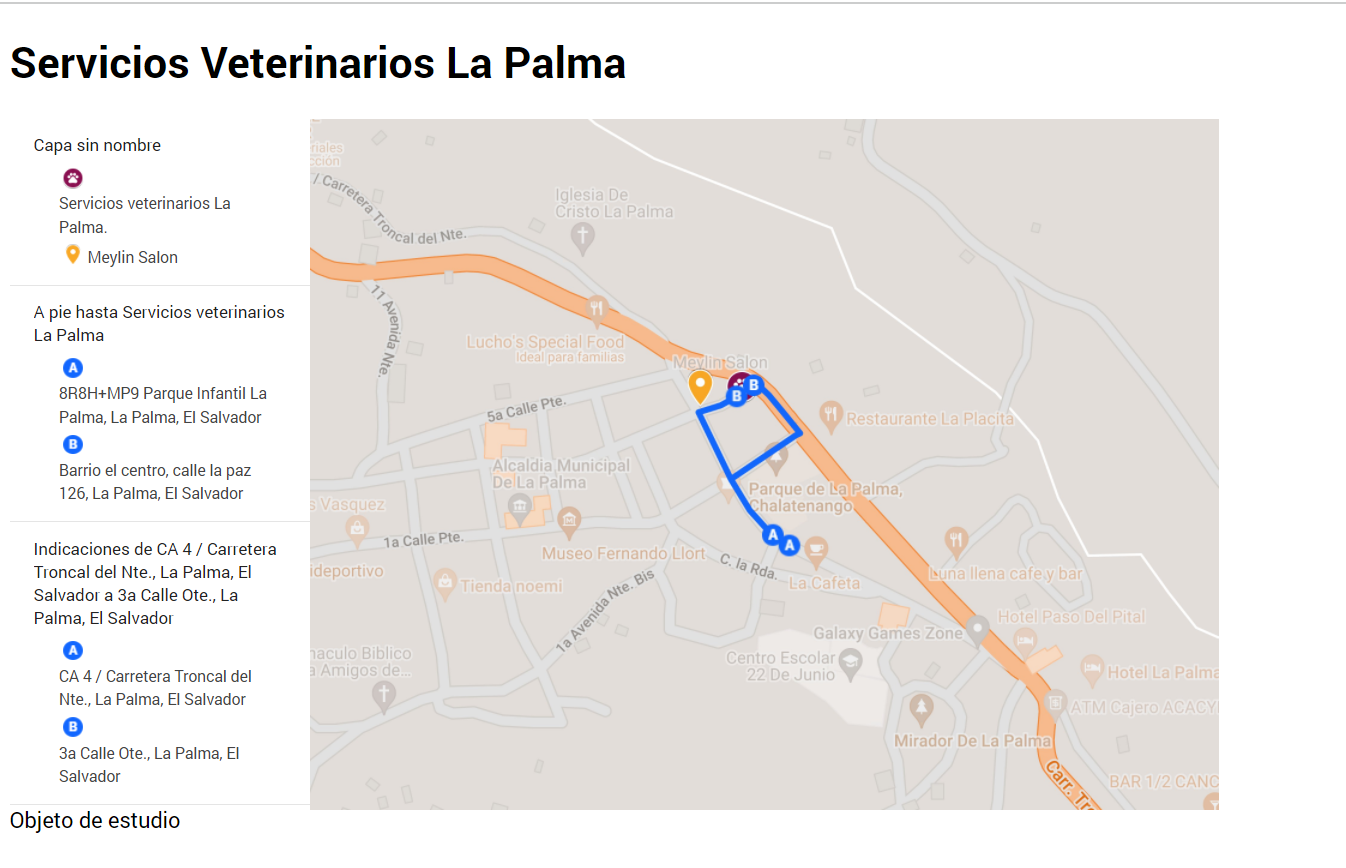 Servicios Veterinarios La Palma
Capa sin nombre
Servicios veterinarios La
Palma.
Meylin Salon
A pie hasta Servicios veterinarios
La Palma
A
8R8H+MP9 Parque Infantil La
Palma, La Palma, El Salvador
B
Barrio el centro, calle la paz
126, La Palma, El Salvador
Indicaciones de CA 4 / Carretera
Troncal del Nte., La Palma, El
Salvador a 3a Calle Ote., La
Palma, El Salvador
A
CA 4 / Carretera Troncal del
Nte., La Palma, El Salvador
B
3a Calle Ote., La Palma, El
Salvador
Objeto de estudio
riales
cción
/ Carretera Troncal del Nte.
Iglesia De
Cristo La Palma
11 Avenida Nte.
Lucho's Special Food
Ideal para familias
Meylin Salon
B
B
5a Calle Pte.
Restaurante La Placita
Alcaldia Municipal
De La Palma
Parque de La Palma,
Chalatenango
s Vasquez
1a Calle Pte.
Museo Fernando Llort
A
A
C. la Rda.
La Cafeta
Luna llena cafe y bar
ideportivo
Tienda noemi
1a Avenida Nte. Bis
Hotel Paso Del Pital
Galaxy Games Zone
naculo Biblico
a Amigos de...
Centro Escolar
22 De Junio
Hotel La Palma
ATM Cajero ACACY
Mirador De La Palma
Carr. Tro
BAR 1/2 CANC